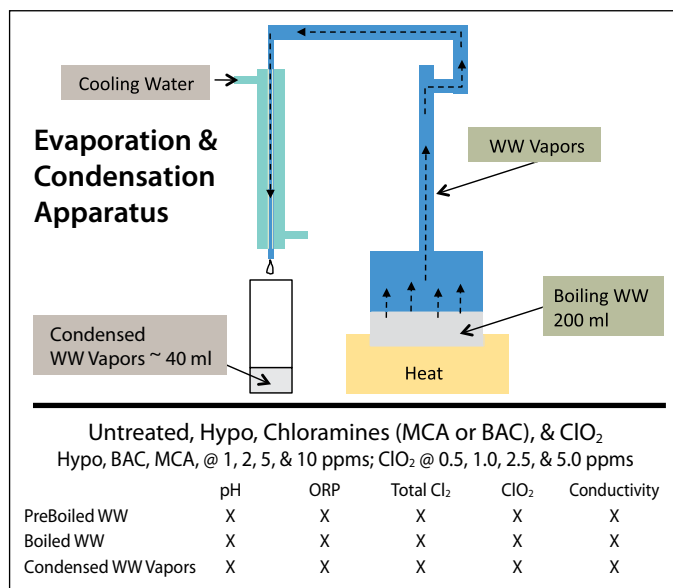 Cooling Water
Evaporation &
Condensation
Apparatus
WW Vapors
Boiling WW
200 ml
Condensed
WW Vapors ~ 40 ml
Heat
Untreated, Hypo, Chloramines (MCA or BAC), & ClO₂
Hypo, BAC, MCA, @ 1, 2, 5, & 10 ppms; ClO₂ @ 0.5, 1.0, 2.5, & 5.0 ppms
pH ORP Total Cl₂ ClO₂ Conductivity
PreBoiled WW X X X X X
Boiled WW X X X X X
Condensed WW Vapors X X X X X